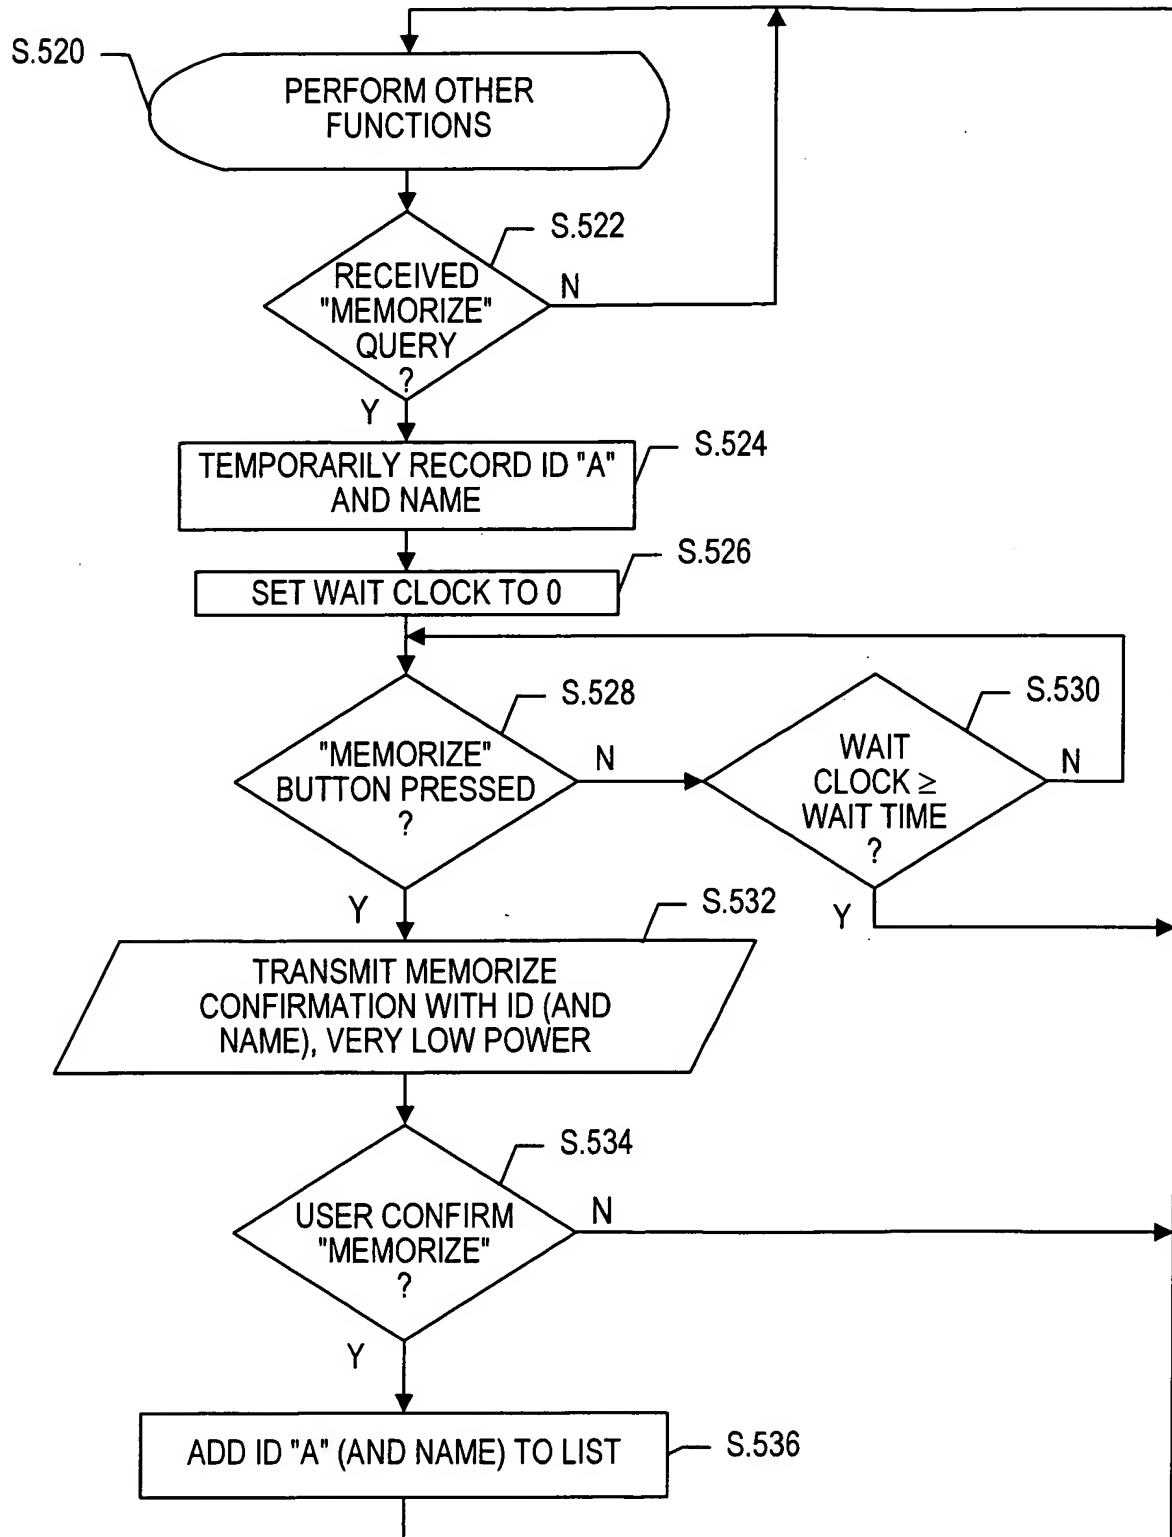 S.520
PERFORM OTHER
FUNCTIONS
S.522
RECEIVED
"MEMORIZE"
QUERY
?
N
Y
S.524
TEMPORARILY RECORD ID "A"
AND NAME
S.526
SET WAIT CLOCK TO 0
S.528
"MEMORIZE"
BUTTON PRESSED
?
N
S.530
WAIT
CLOCK ≥
WAIT TIME
?
N
Y
Y
S.532
TRANSMIT MEMORIZE
CONFIRMATION WITH ID (AND
NAME), VERY LOW POWER
S.534
USER CONFIRM
"MEMORIZE"
?
N
Y
ADD ID "A" (AND NAME) TO LIST
S.536